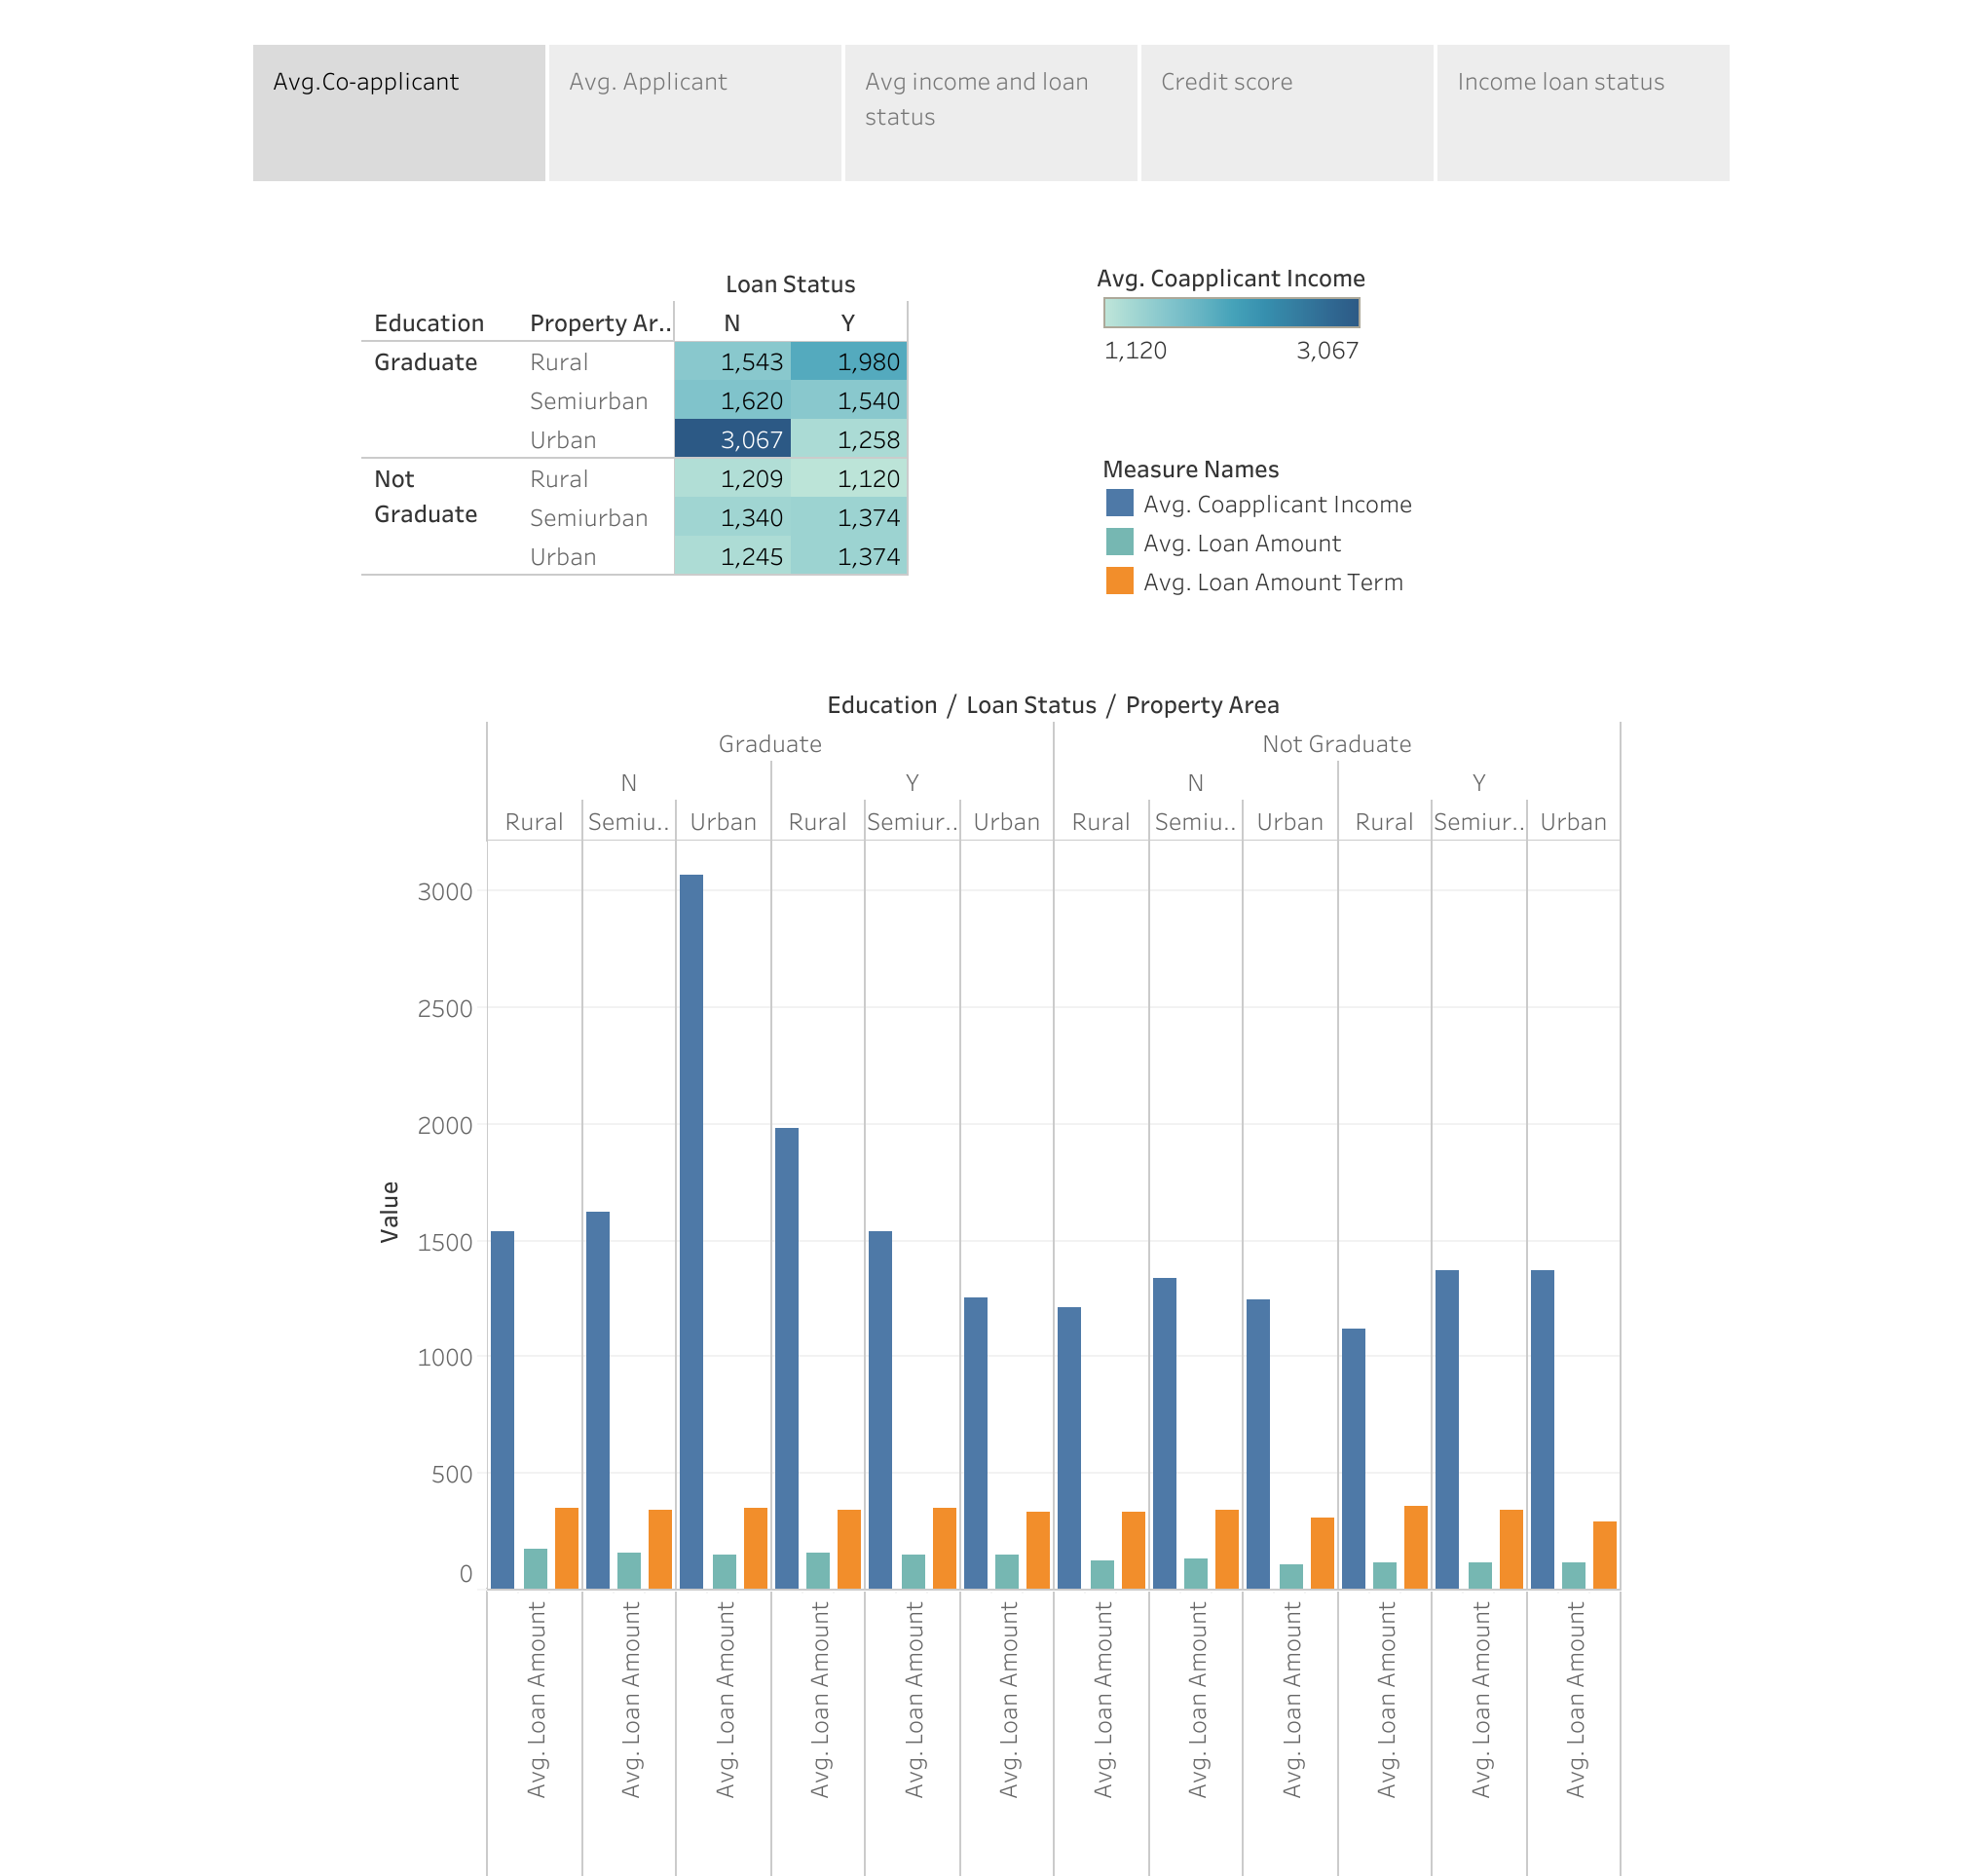 Avg.Co-applicant
Avg. Applicant
Avg income and loan
status
Credit score
Income loan status
Loan Status
Education Property Ar.. N Y
Graduate Rural 1,543 1,980
Semiurban 1,620 1,540
Urban 3,067 1,258
Not Rural 1,209 1,120
Graduate Semiurban 1,340 1,374
Urban 1,245 1,374
Avg. Coapplicant Income
1,120 3,067
Measure Names
Avg. Coapplicant Income
Avg. Loan Amount
Avg. Loan Amount Term
Education / Loan Status / Property Area
Graduate Not Graduate
N Y N Y
Rural Semiu.. Urban Rural Semiur.. Urban Rural Semiu.. Urban Rural Semiur.. Urban
3000
2500
2000
1500
1000
500
0
Value
Avg. Loan Amount
Avg. Loan Amount
Avg. Loan Amount
Avg. Loan Amount
Avg. Loan Amount
Avg. Loan Amount
Avg. Loan Amount
Avg. Loan Amount
Avg. Loan Amount
Avg. Loan Amount
Avg. Loan Amount
Avg. Loan Amount